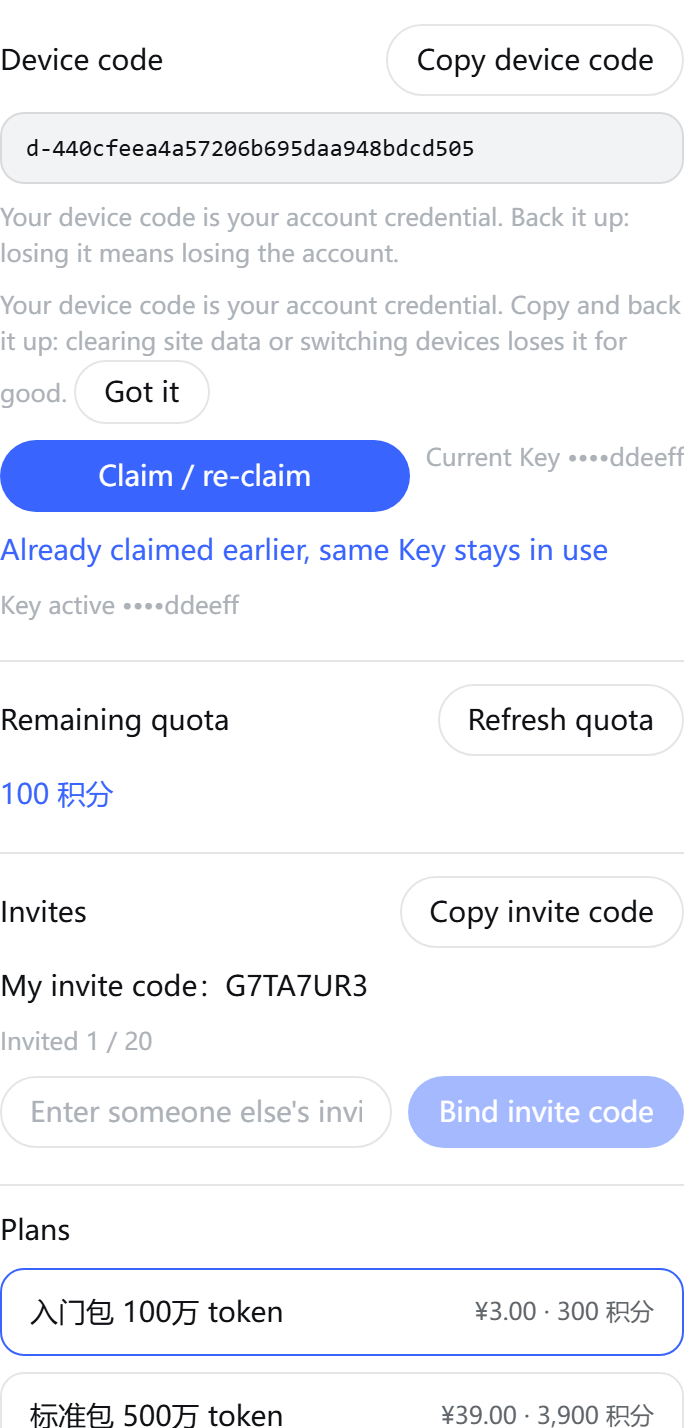 Device code
Copy device code
d-440cfeea4a57206b695daa948bdcd505
Your device code is your account credential. Back it up:
losing it means losing the account.
Your device code is your account credential. Copy and back
it up: clearing site data or switching devices loses it for
good. Got it
Claim / re-claim
Current Key ••••ddeeff
Already claimed earlier, same Key stays in use
Key active ••••ddeeff
Remaining quota
Refresh quota
100 积分
Invites
Copy invite code
My invite code：G7TA7UR3
Invited 1 / 20
Enter someone else's invi
Bind invite code
Plans
入门包 100万 token
¥3.00 · 300 积分
标准包 500万 token
¥39.00 · 3,900 积分